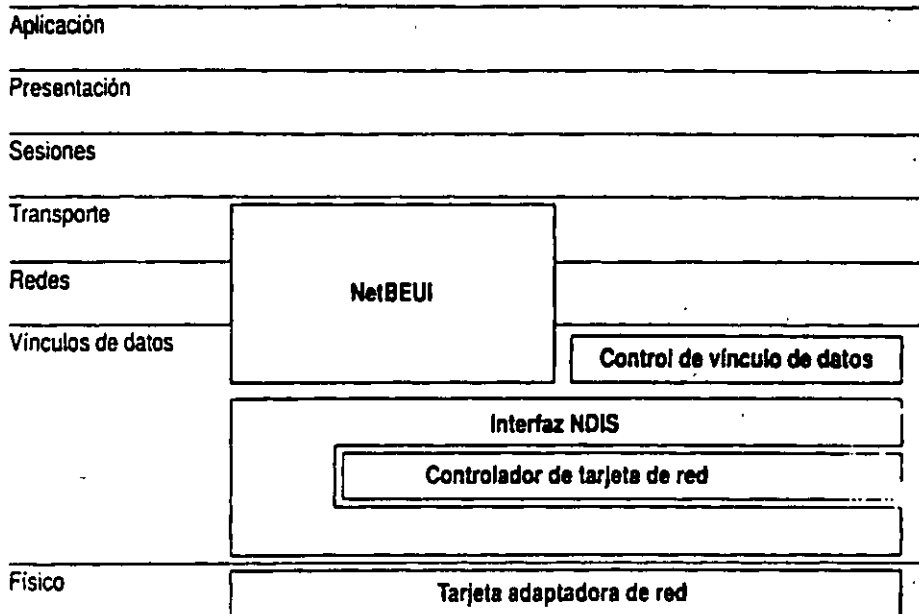 Aplicación
Presentación
Sesiones
Transporte
Redes
NetBEUI
Vínculos de datos
Control de vínculo de datos
Interfaz NDIS
Controlador de tarjeta de red
Físico
Tarjeta adaptadora de red